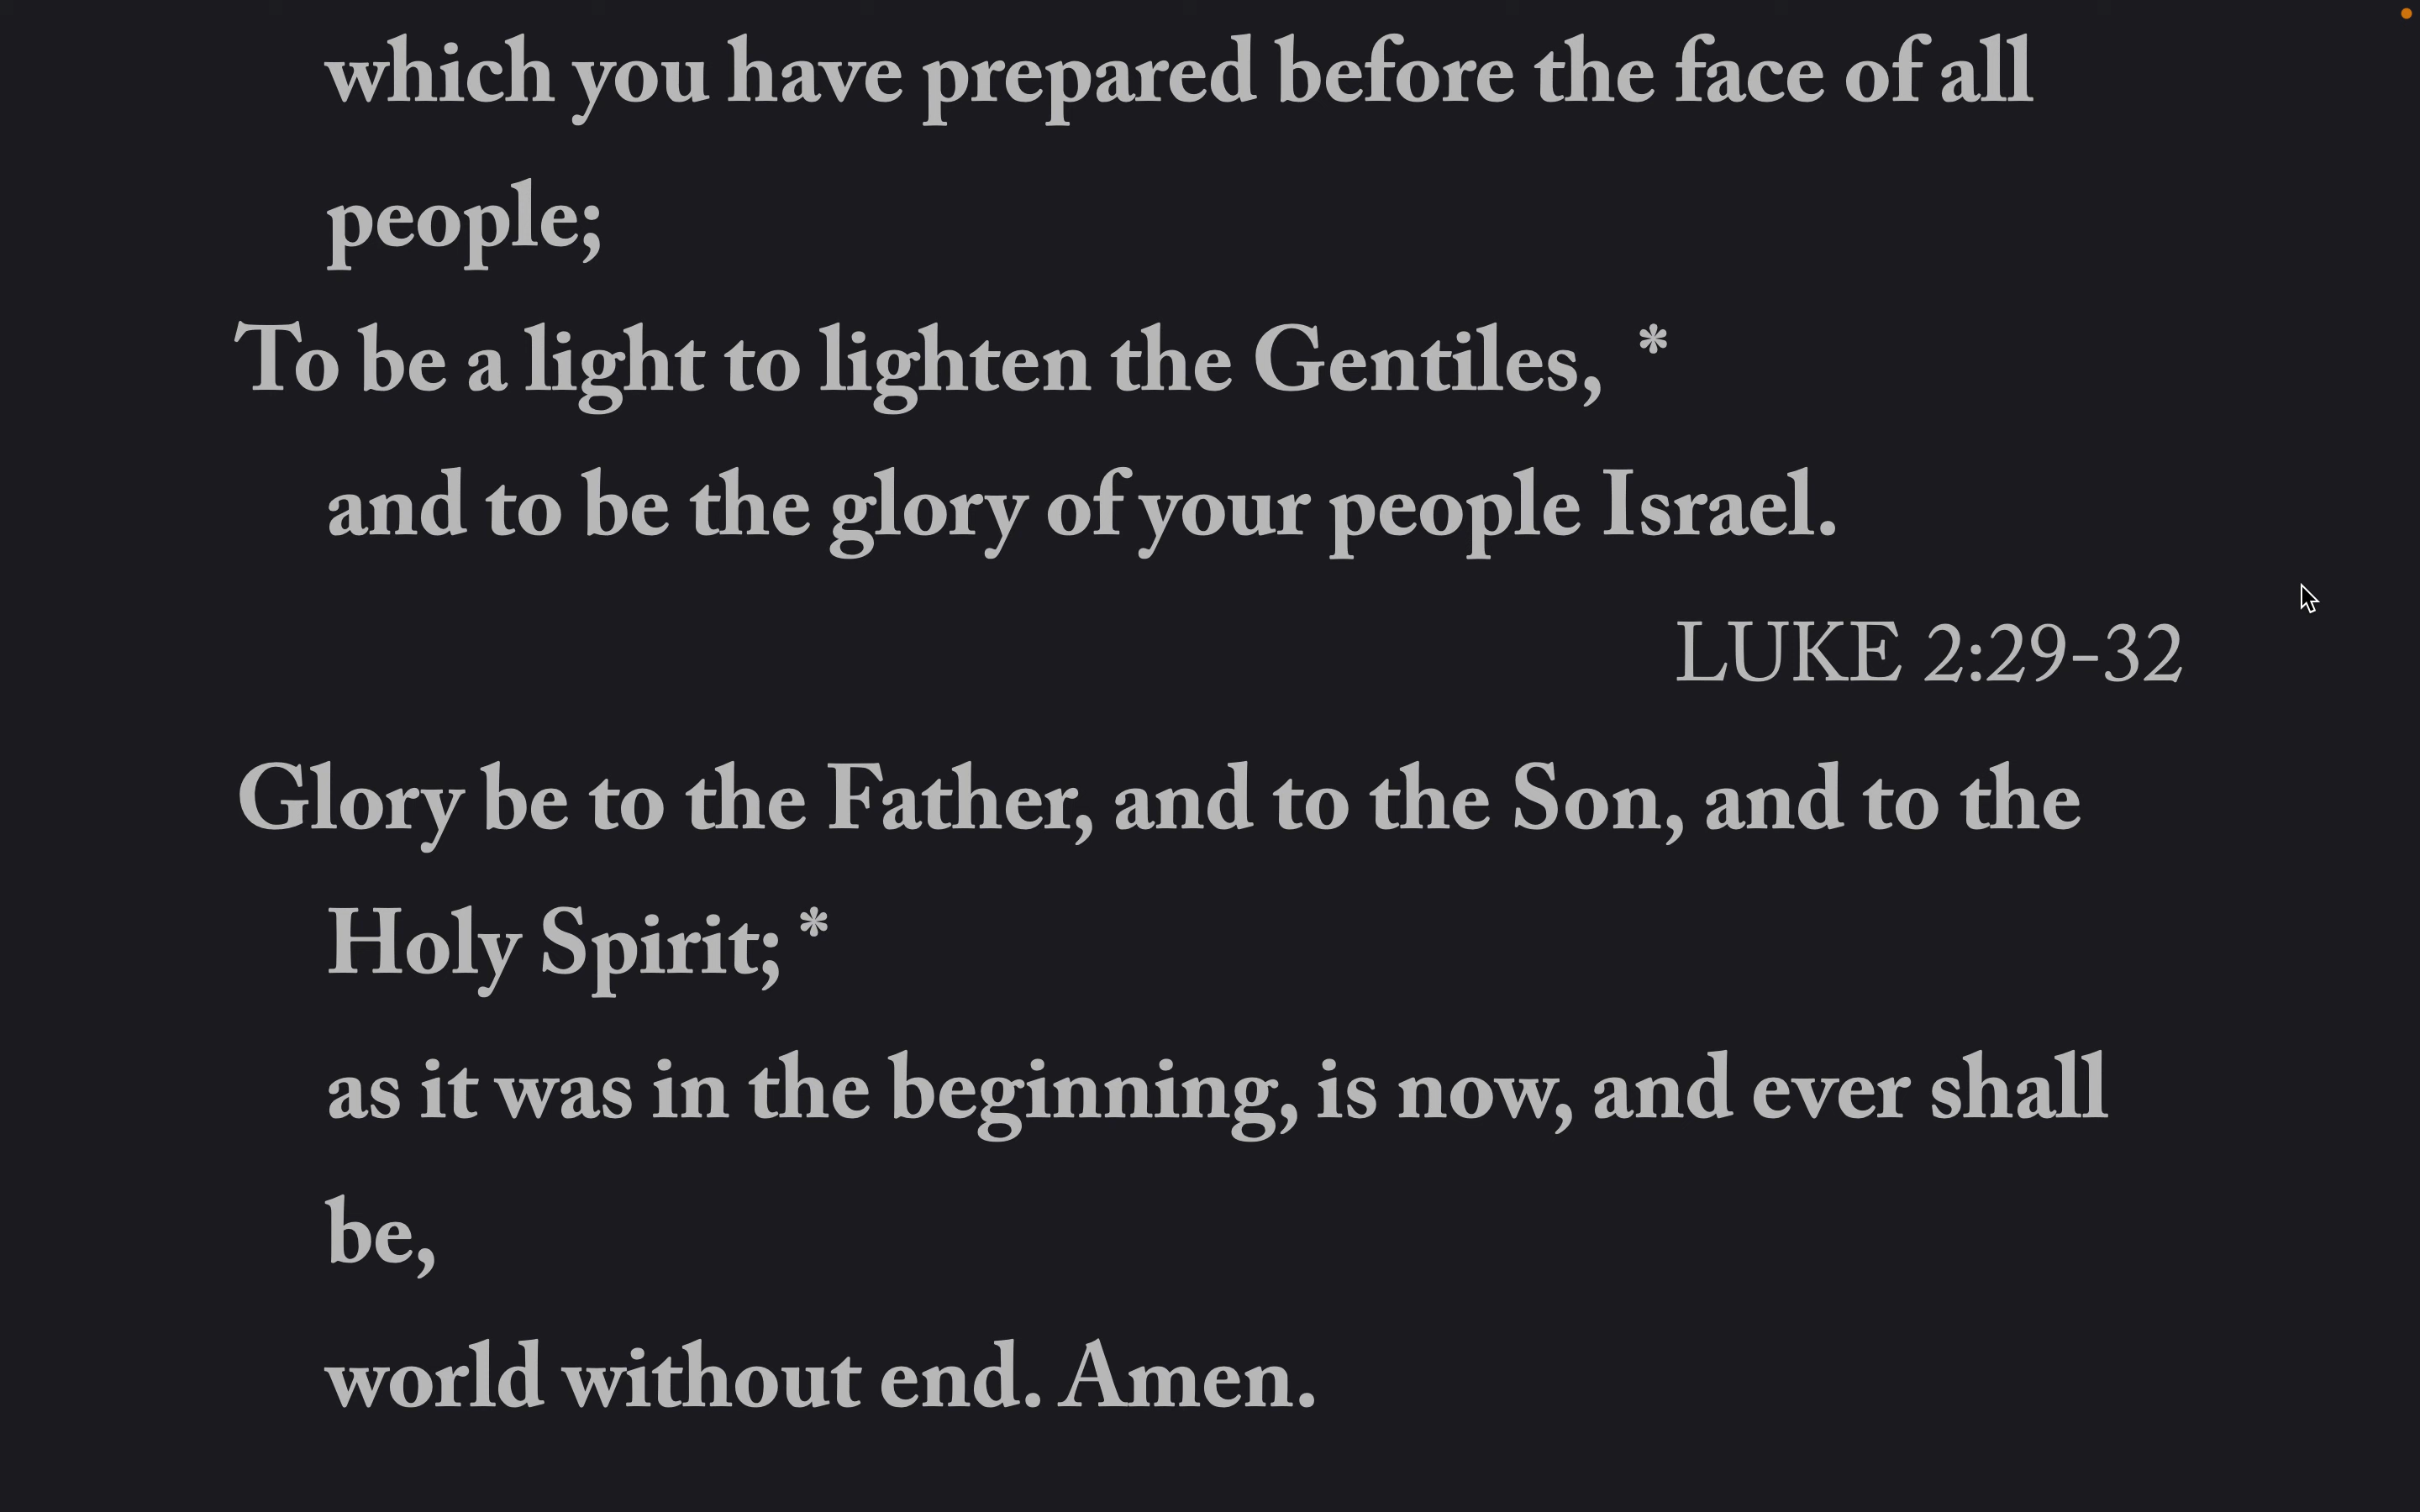 which you have prepared before the face of all
people;
To be a light to lighten the Gentiles, *
and to be the glory of your people Israel.
LUKE 2:29–32
Glory be to the Father, and to the Son, and to the
Holy Spirit; *
as it was in the beginning, is now, and ever shall
be,
world without end. Amen.